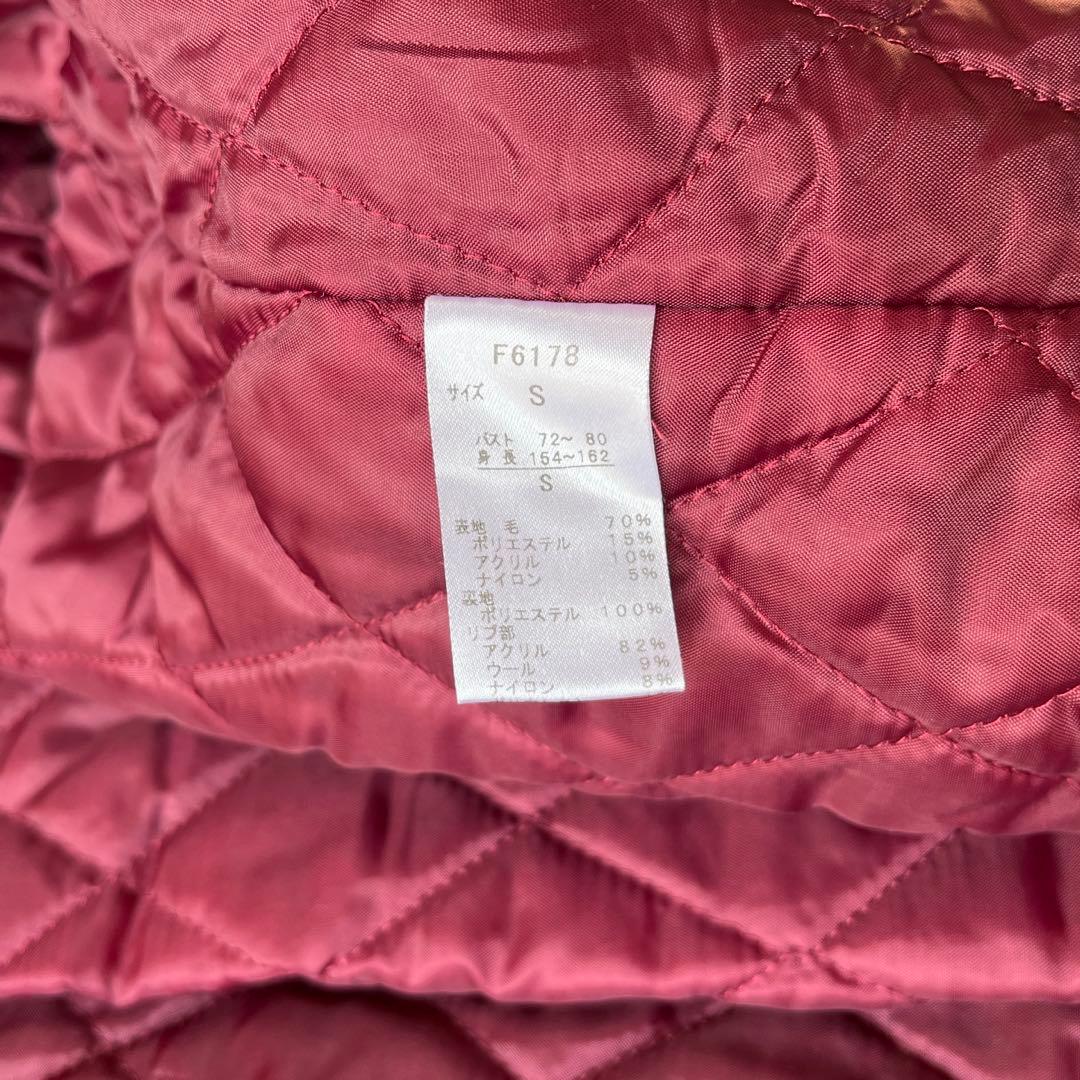 F6178
サイズ S
バスト 72～ 80
身長 154～162
S
表地 毛 70%
ポリエステル 15%
アクリル 10%
ナイロン 5%
裏地
ポリエステル 100%
リブ部
アクリル 82%
ウール 9%
ナイロン 8%